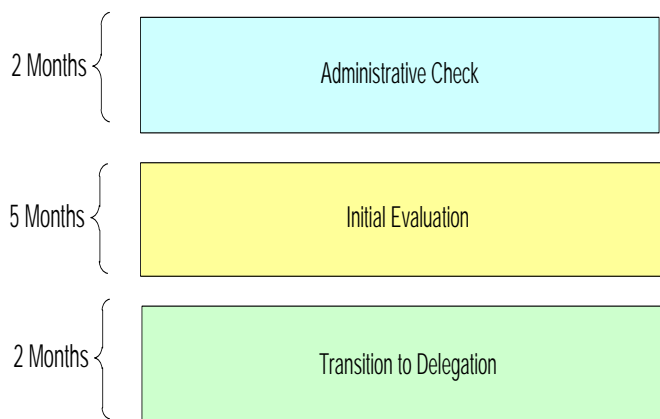 2 Months
Administrative Check
5 Months
Initial Evaluation
2 Months
Transition to Delegation